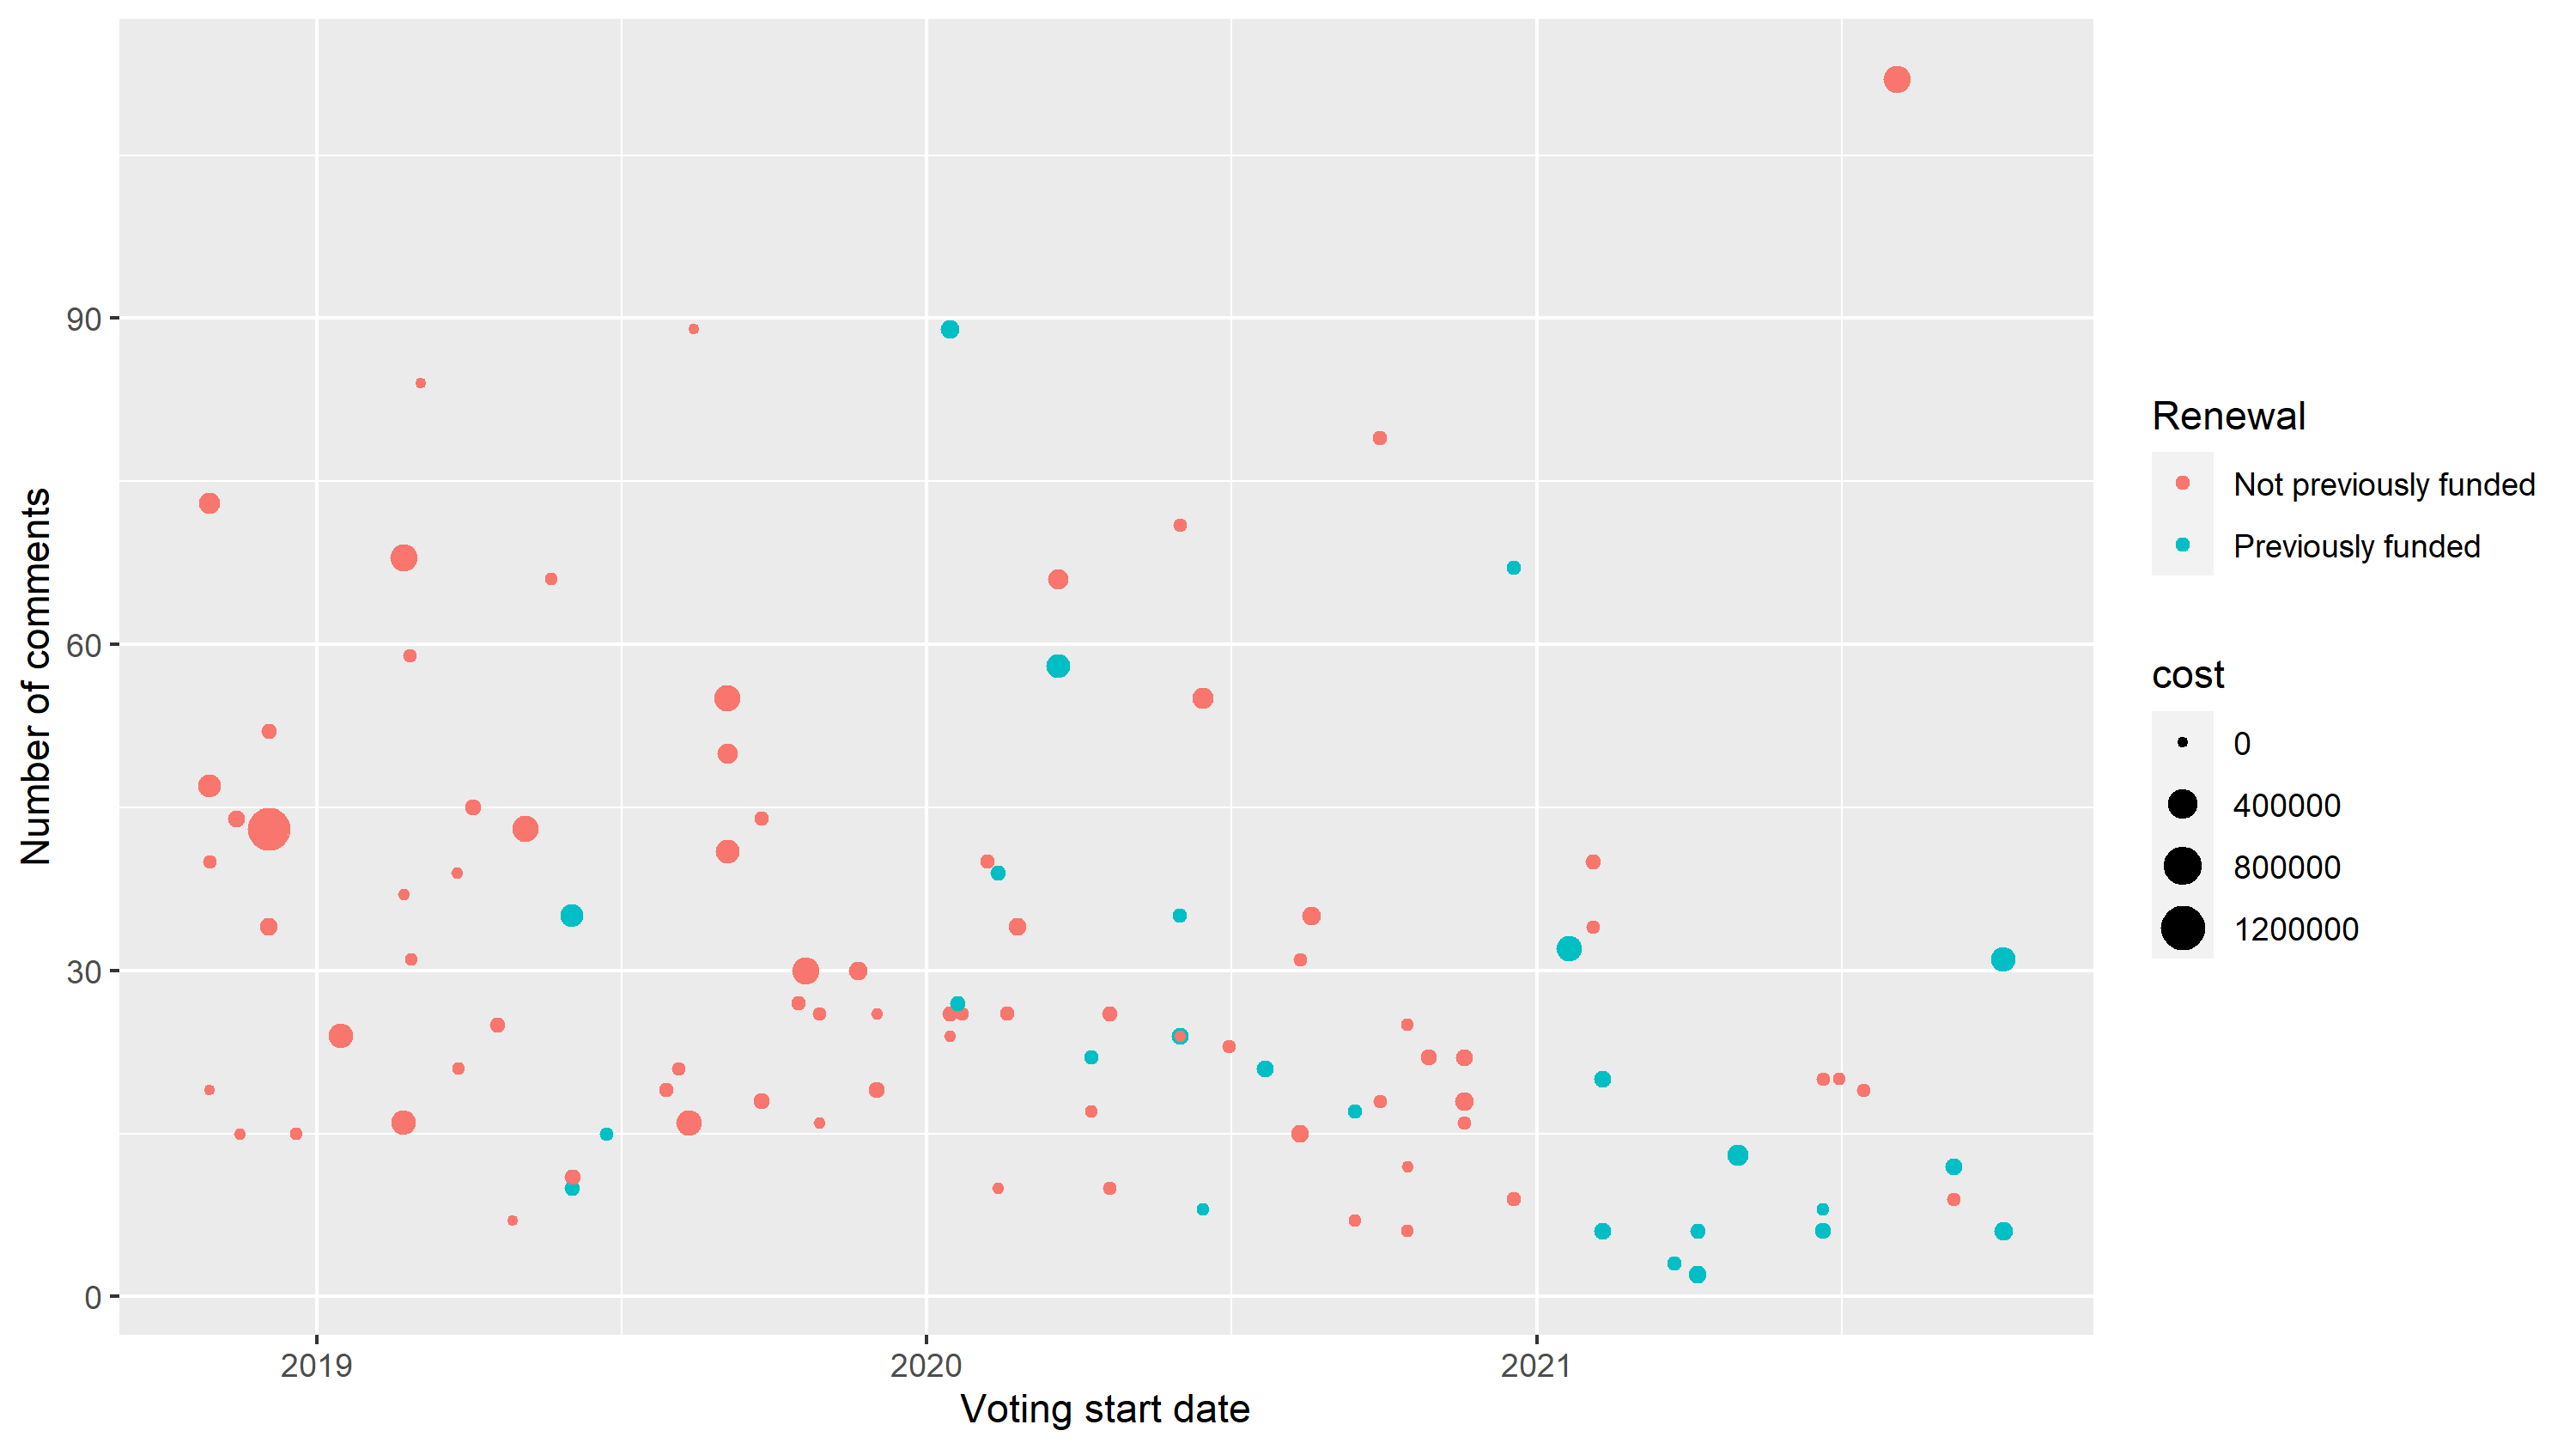 Number of comments
90
60
30
0
2019
2020
2021
Voting start date
Renewal
Not previously funded
Previously funded
cost
0
400000
800000
1200000